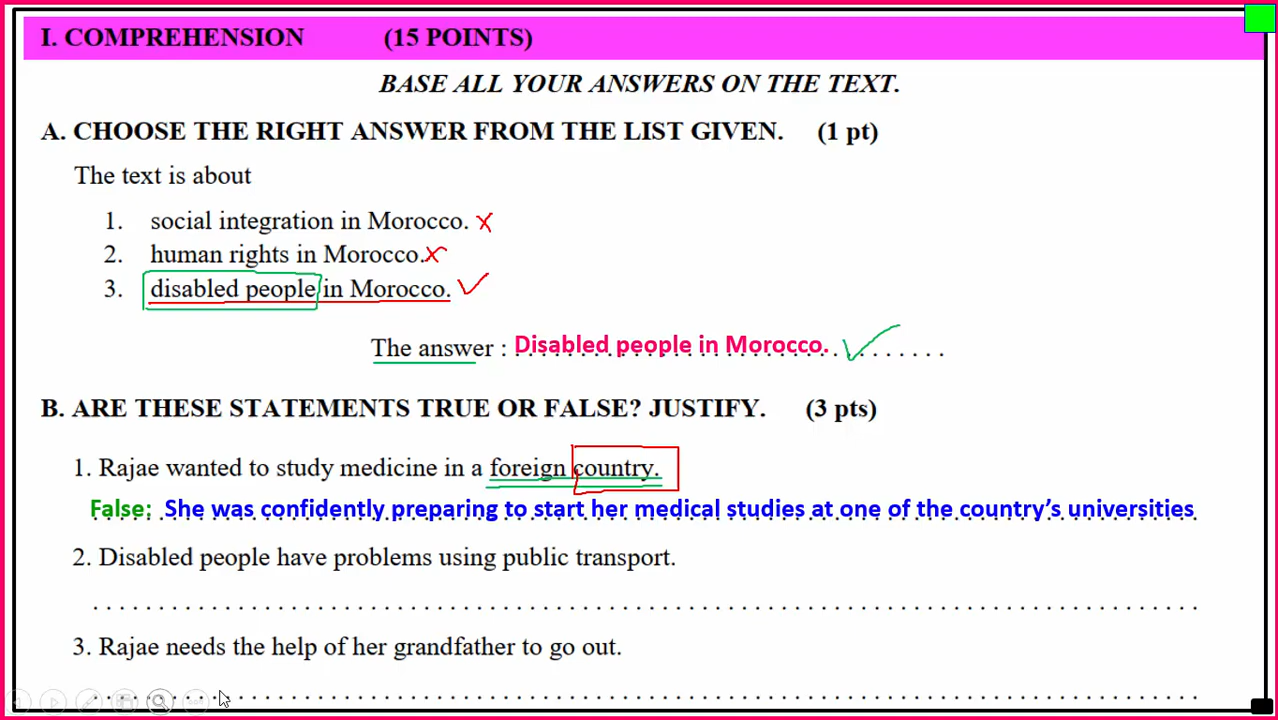 I. COMPREHENSION (15 POINTS)
BASE ALL YOUR ANSWERS ON THE TEXT.
A. CHOOSE THE RIGHT ANSWER FROM THE LIST GIVEN. (1 pt)
The text is about
1. social integration in Morocco.
2. human rights in Morocco.
3. disabled people in Morocco.
The answer : Disabled people in Morocco.
B. ARE THESE STATEMENTS TRUE OR FALSE? JUSTIFY. (3 pts)
1. Rajae wanted to study medicine in a foreign country.
False: She was confidently preparing to start her medical studies at one of the country’s universities
2. Disabled people have problems using public transport.
3. Rajae needs the help of her grandfather to go out.